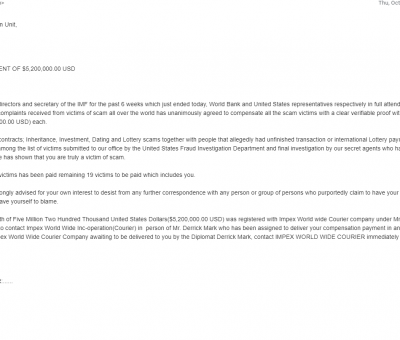 Thu, Oct
n Unit,
ENT OF $5,200,000.00 USD
directors and secretary of the IMF for the past 6 weeks which just ended today, World Bank and United States representatives respectively in full attend
complaints received from victims of scam all over the world has unanimously agreed to compensate all the scam victims with a clear verifiable proof wit
00.00 USD) each.
contracts; Inheritance, Investment, Dating and Lottery scams together with people that allegedly had unfinished transaction or international Lottery payr
mong the list of victims submitted to our office by the United States Fraud Investigation Department and final investigation by our secret agents who ha
e has shown that you are truly a victim of scam.
victims has been paid remaining 19 victims to be paid which includes you.
ongly advised for your own interest to desist from any further correspondence with any person or group of persons who purportedly claim to have your
ave yourself to blame.
th of Five Million Two Hundred Thousand United States Dollars($5,200,000.00 USD) was registered with Impex World wide Courier company under Mr
to contact Impex World Wide Inc-operation(Courier) in person of Mr. Derrick Mark who has been assigned to deliver your compensation payment in an
pex World Wide Courier Company awaiting to be delivered to you by the Diplomat Derrick Mark, contact IMPEX WORLD WIDE COURIER immediately